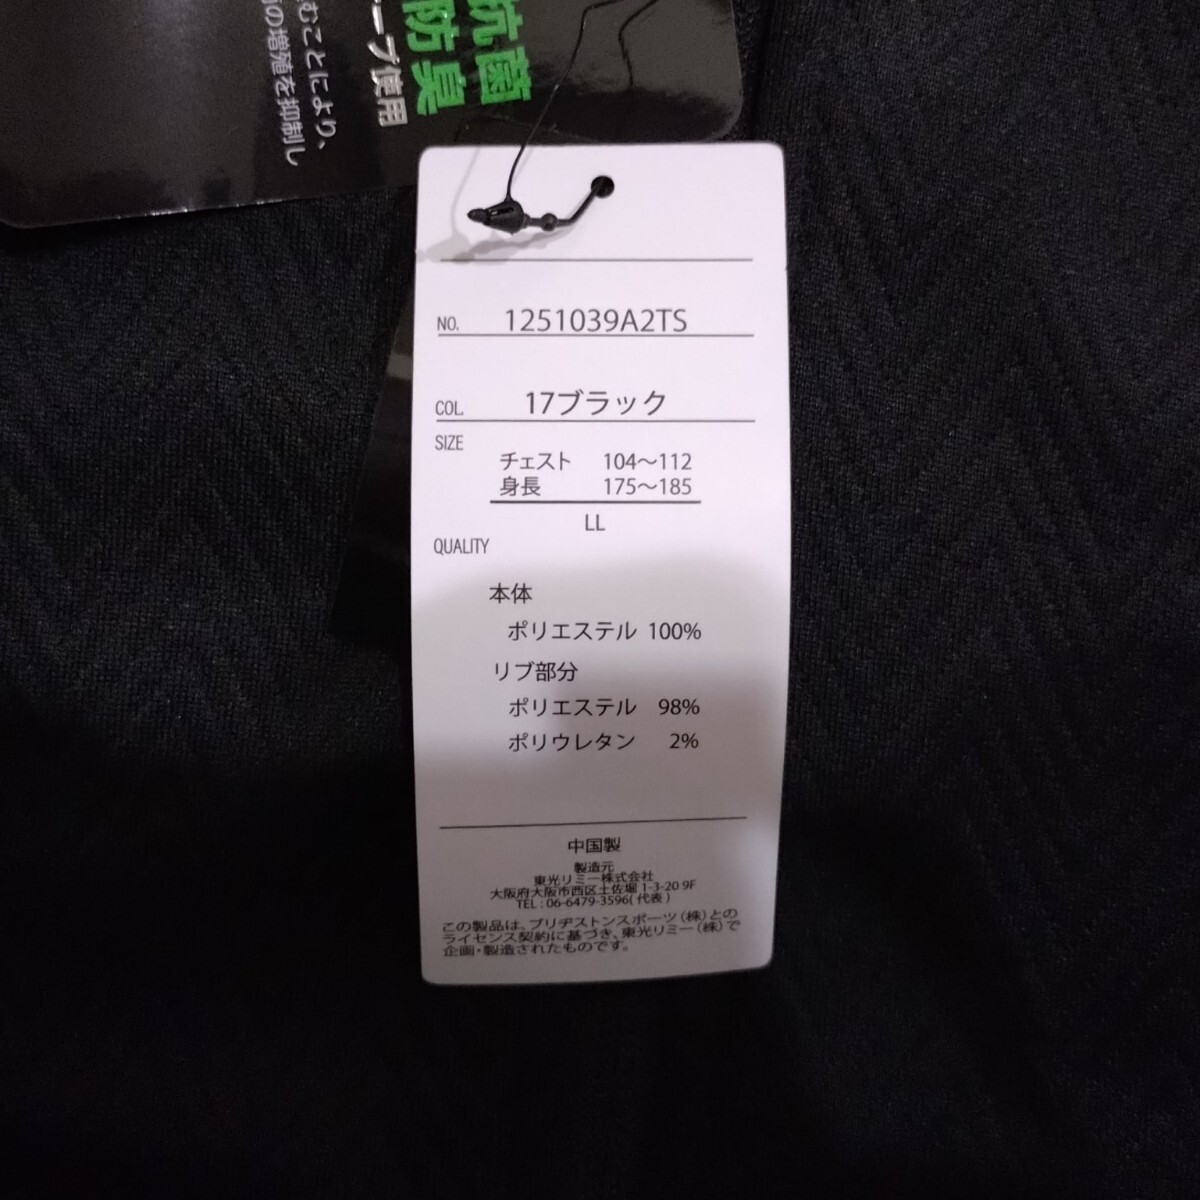 抗菌
防臭
テープ使用
むことにより、
の増殖を抑制し
NO. 1251039A2TS
COL. 17ブラック
SIZE
チェスト 104〜112
身長 175〜185
LL
QUALITY
本体
ポリエステル 100%
リブ部分
ポリエステル 98%
ポリウレタン 2%
中国製
製造元
東光リミー株式会社
大阪府大阪市西区土佐堀 1-3-20 9F
TEL : 06-6479-3596( 代表 )
この製品は、ブリヂストンスポーツ (株) との
ライセンス契約に基づき、東光リミー (株) で
企画・製造されたものです。